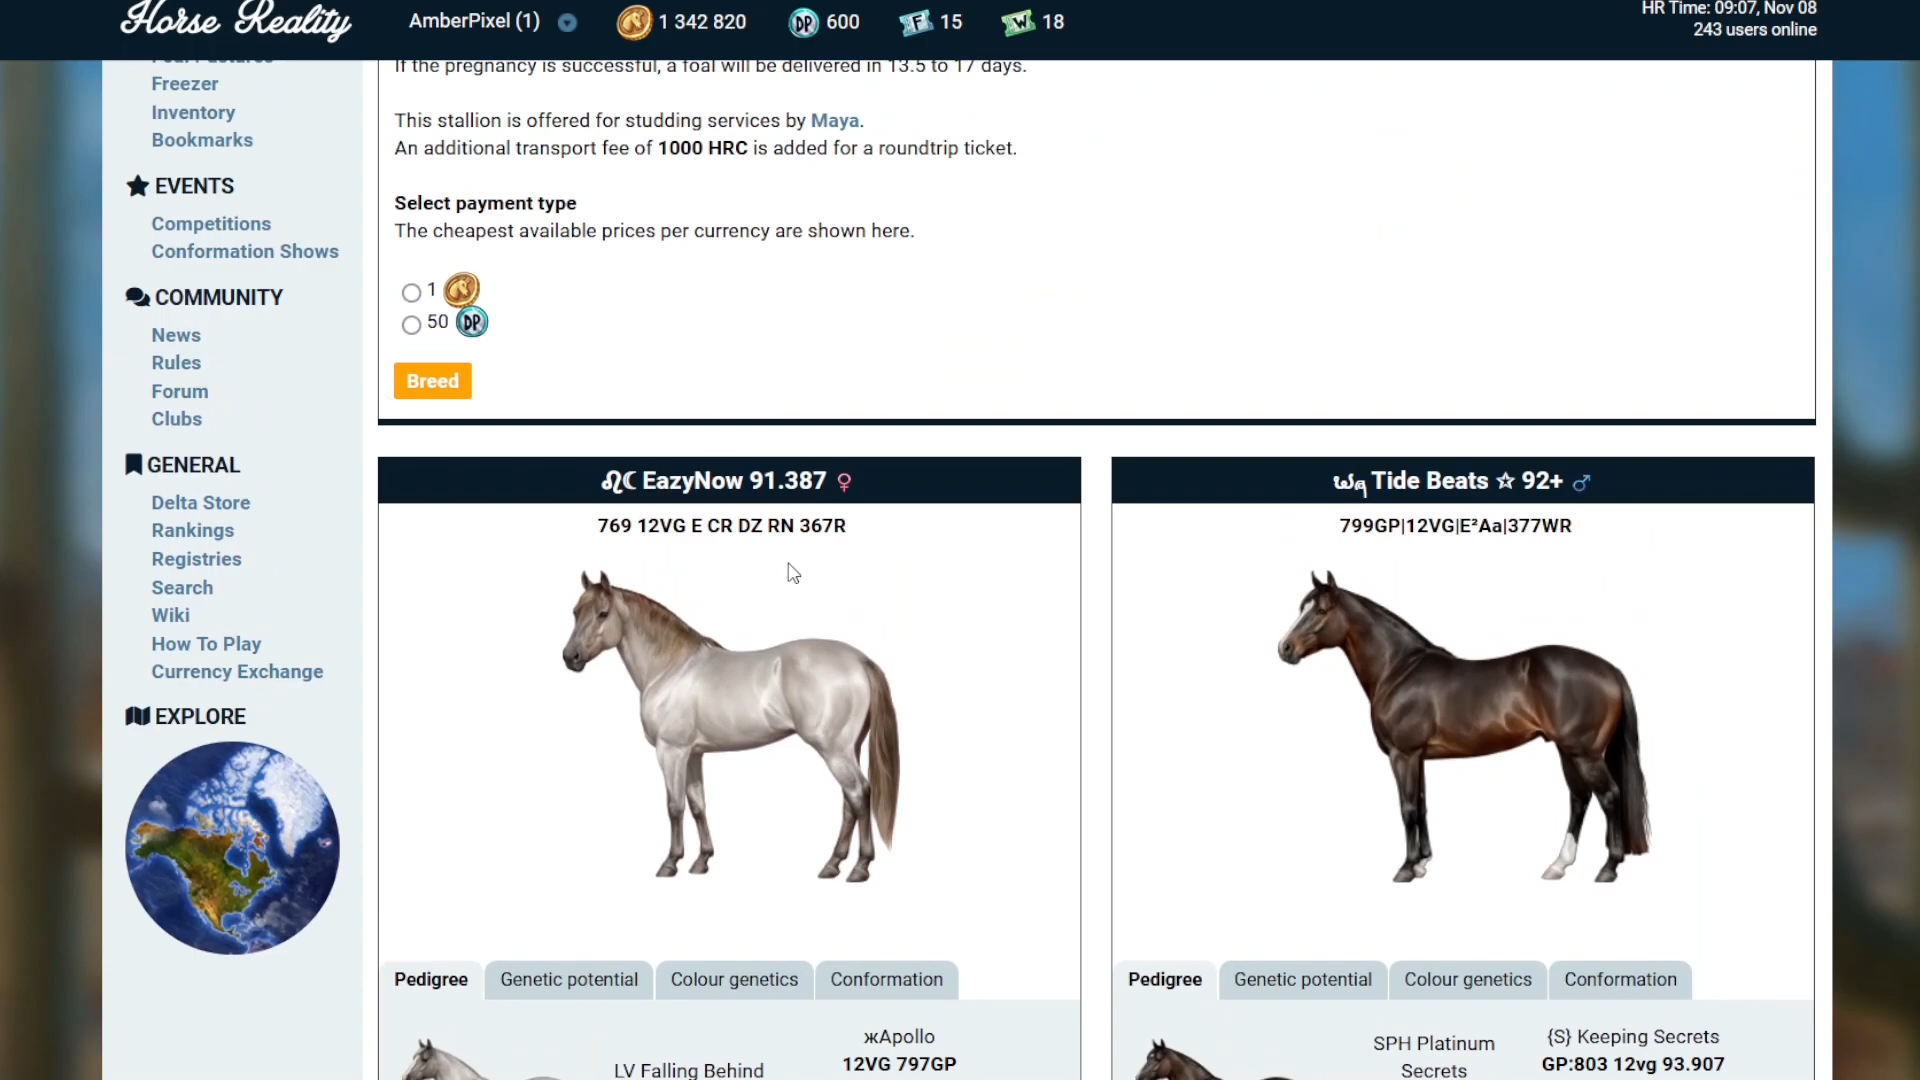 Horse Reality
AmberPixel (1)
1 342 820
DP
600
F
15
W
18
HR Time: 09:07, Nov 08
243 users online
Foal Pastures
Freezer
Inventory
Bookmarks
EVENTS
Competitions
Conformation Shows
COMMUNITY
News
Rules
Forum
Clubs
GENERAL
Delta Store
Rankings
Registries
Search
Wiki
How To Play
Currency Exchange
EXPLORE
If the pregnancy is successful, a foal will be delivered in 13.5 to 17 days.
This stallion is offered for studding services by Maya.
An additional transport fee of 1000 HRC is added for a roundtrip ticket.
Select payment type
The cheapest available prices per currency are shown here.
1
50 DP
Breed
♌☾ EazyNow 91.387 ♀
769 12VG E CR DZ RN 367R
Pedigree
Genetic potential
Colour genetics
Conformation
LV Falling Behind
жApollo
12VG 797GP
Tide Beats ☆ 92+ ♂
799GP|12VG|E²Aa|377WR
Pedigree
Genetic potential
Colour genetics
Conformation
SPH Platinum
Secrets
{S} Keeping Secrets
GP:803 12vg 93.907